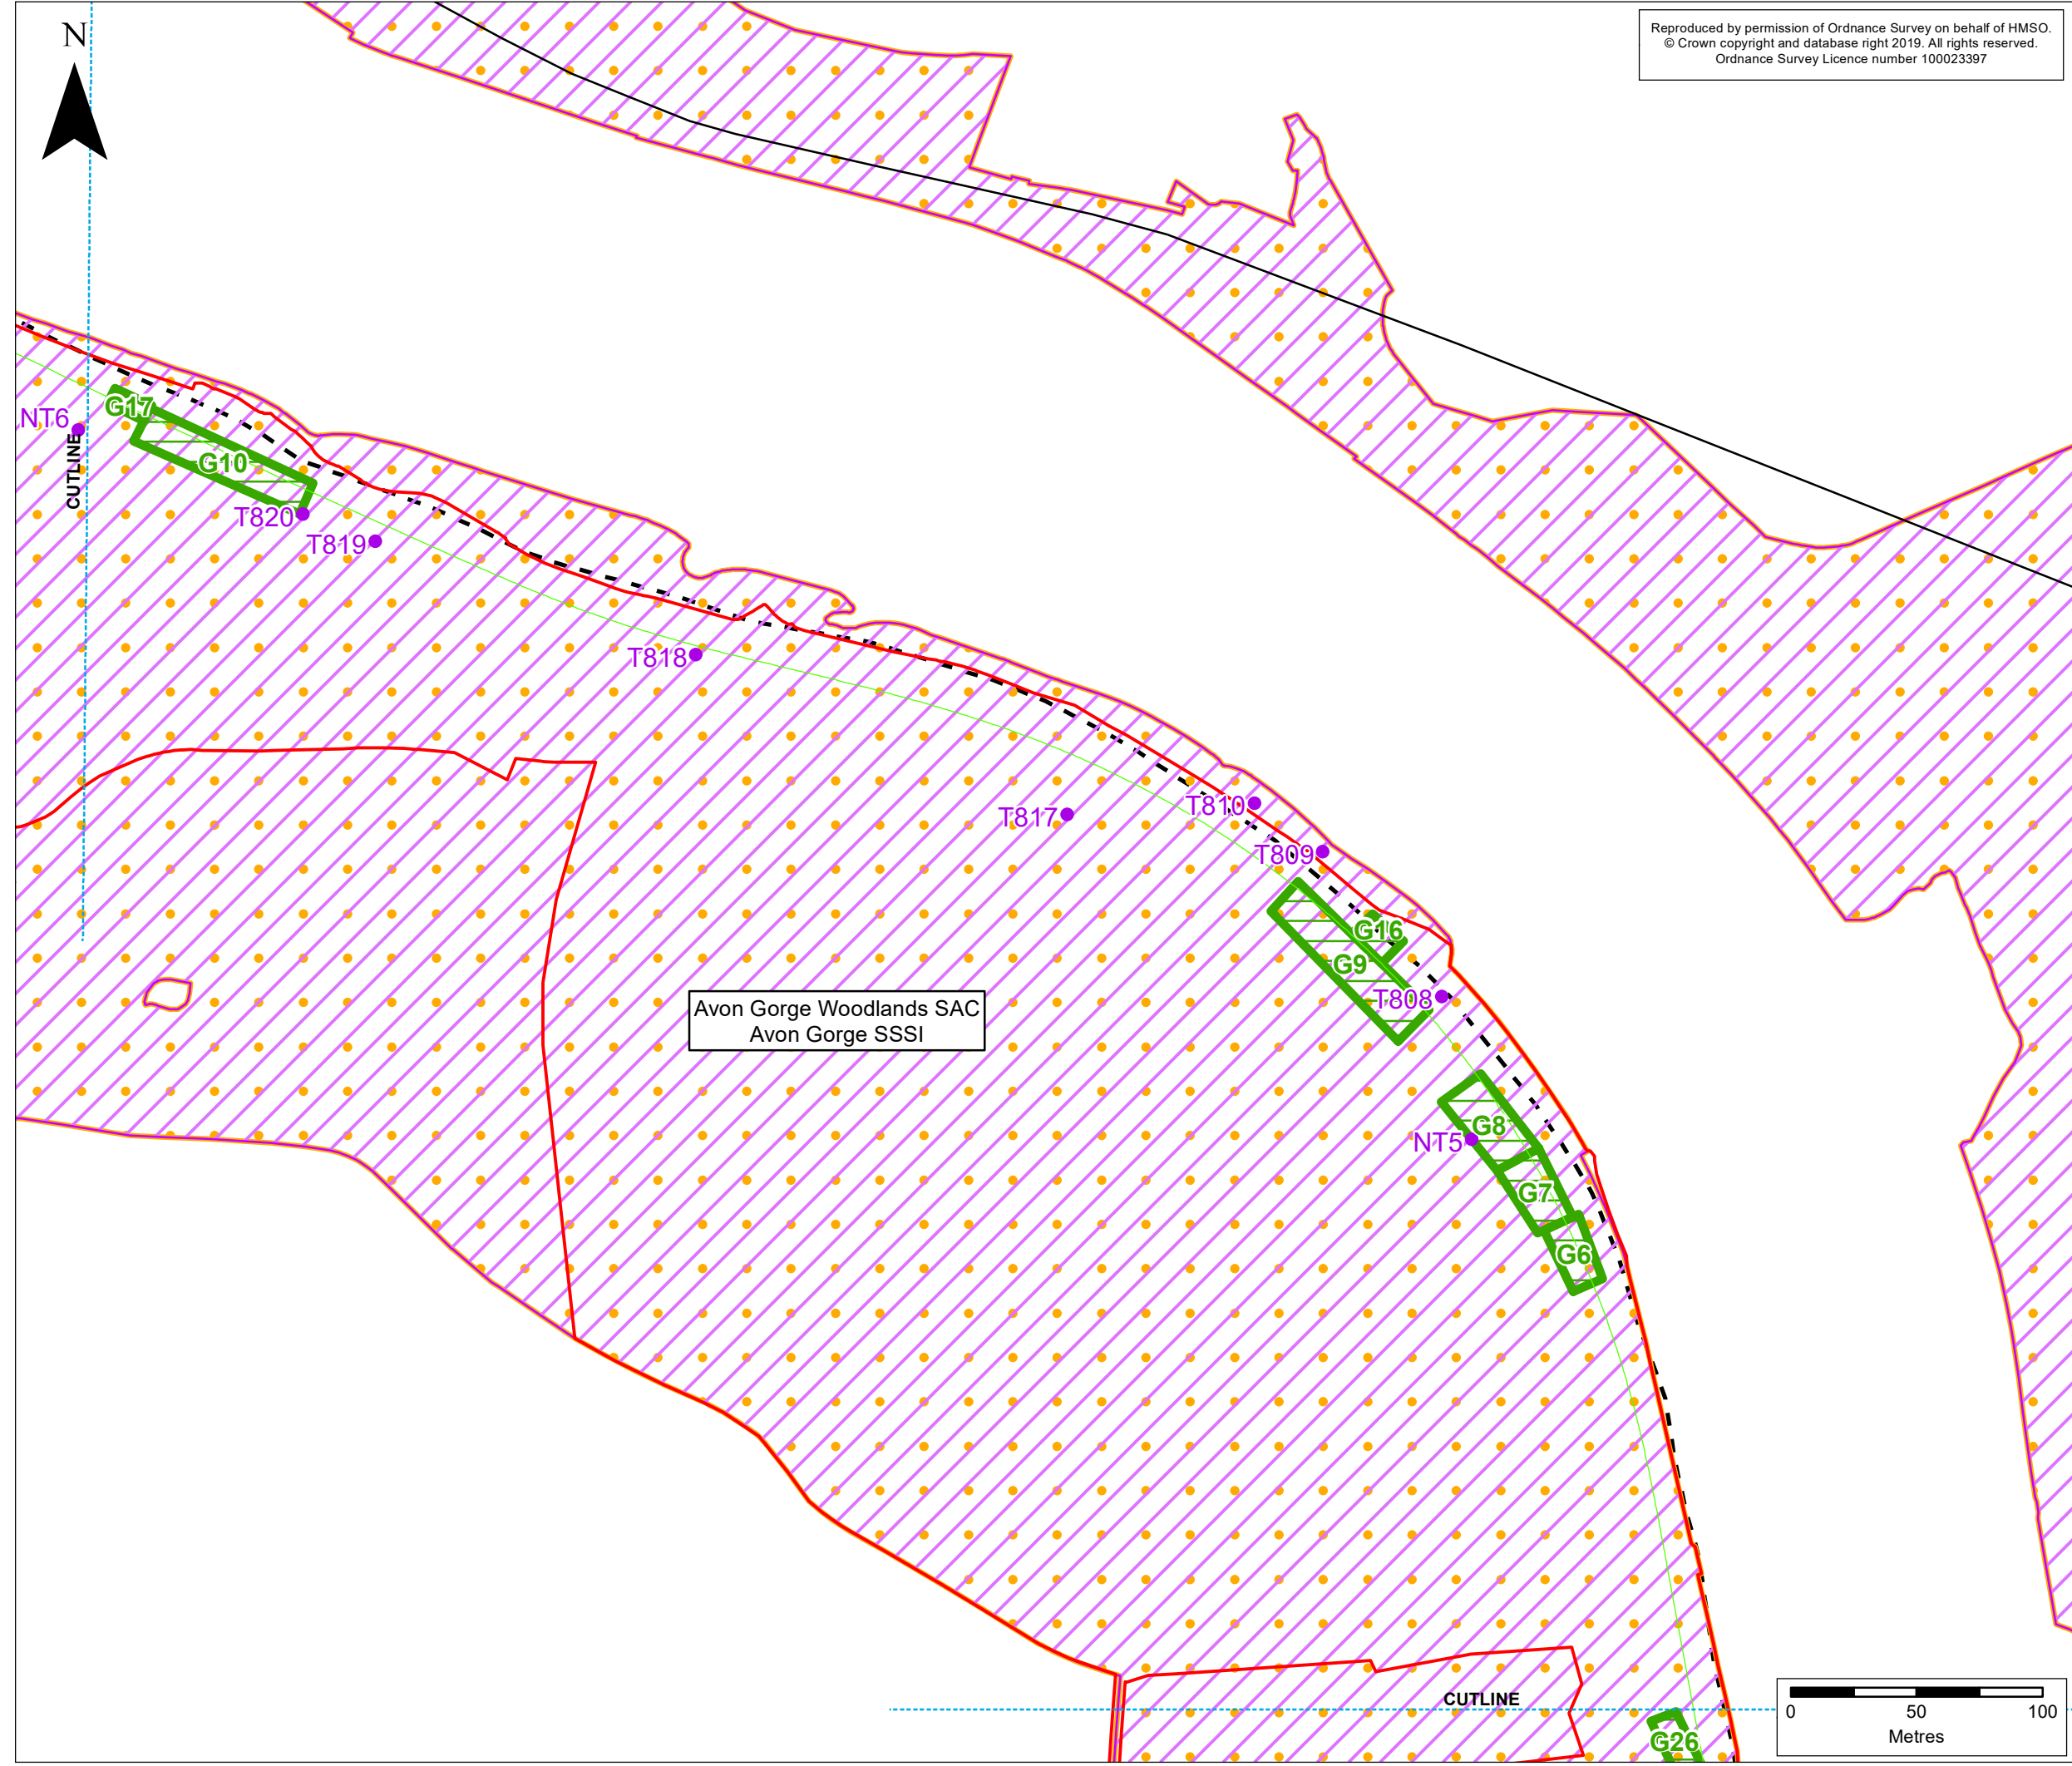 N
Reproduced by permission of Ordnance Survey on behalf of HMSO.
© Crown copyright and database right 2019. All rights reserved.
Ordnance Survey Licence number 100023397
G17
NT6
CUTLINE
G10
T820
T819
T818
T817
T810
T809
G16
G9
T808
Avon Gorge Woodlands SAC
Avon Gorge SSSI
G8
NT5
G7
G6
CUTLINE
G26
0 50 100
Metres